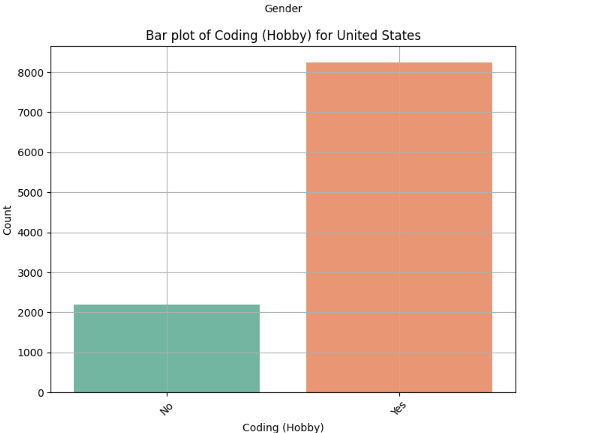 Gender
Bar plot of Coding (Hobby) for United States
8000
7000
6000
5000
4000
3000
2000
1000
0
Count
No
Yes
Coding (Hobby)